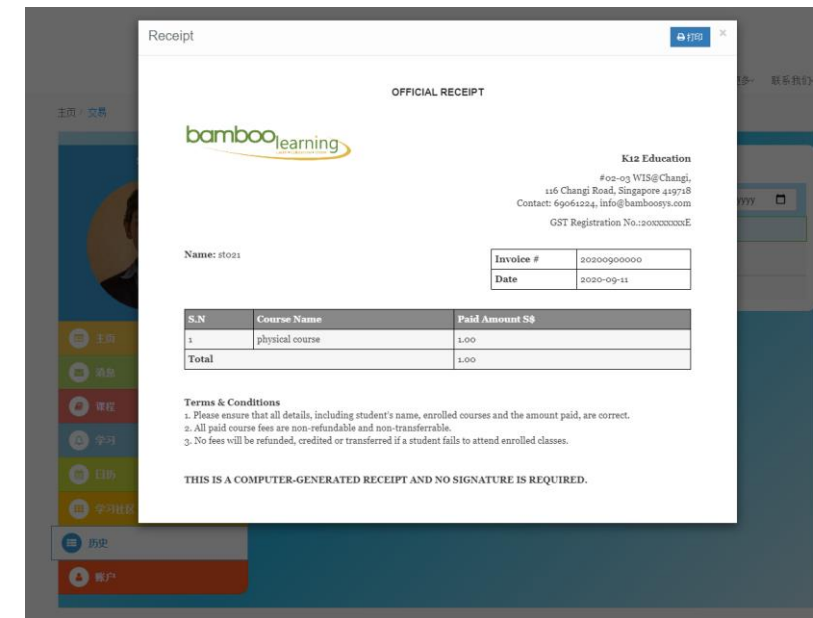 Receipt
打印
×
联系我们
主页 > 交易
OFFICIAL RECEIPT
bamboolearning
K12 Education
#02-03 WIS@Changi,
116 Changi Road, Singapore 419718
Contact: 69061224, info@bamboosys.com
GST Registration No.:20xxxxxxxE
yyyy
Name: st021
Invoice # 20200900000
Date 2020-09-11
S.N Course Name Paid Amount S$
1 physical course 1.00
Total 1.00
Terms & Conditions
1. Please ensure that all details, including student's name, enrolled courses and the amount paid, are correct.
2. All paid course fees are non-refundable and non-transferrable.
3. No fees will be refunded, credited or transferred if a student fails to attend enrolled classes.
THIS IS A COMPUTER-GENERATED RECEIPT AND NO SIGNATURE IS REQUIRED.
主页
消息
课程
学习
日历
学习社区
历史
账户